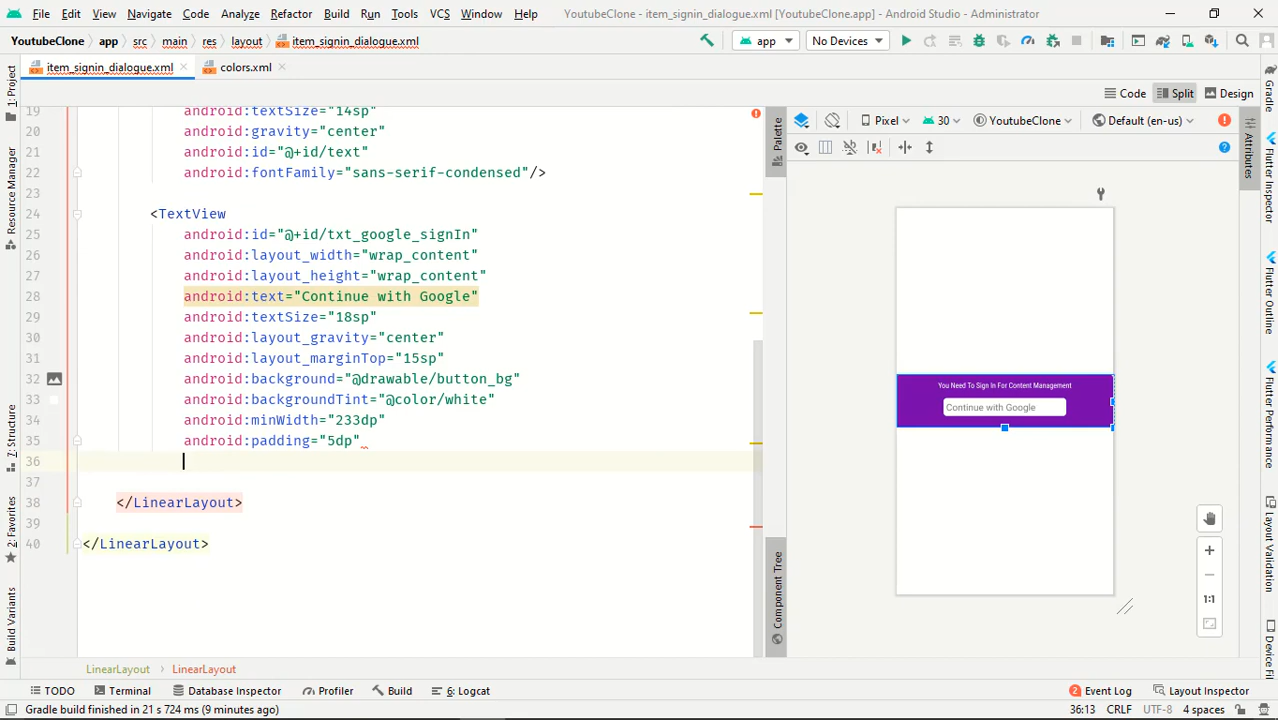 File Edit View Navigate Code Analyze Refactor Build Run Tools VCS Window Help YoutubeClone - item_signin_dialogue.xml [YoutubeClone.app] - Android Studio - Administrator
YoutubeClone app src main res layout item_signin_dialogue.xml app No Devices
item_signin_dialogue.xml colors.xml
Code Split Design
Pixel 30 YoutubeClone Default (en-us)
1: Project
Resource Manager
Z: Structure
2: Favorites
Build Variants
19 android:textSize="14sp"
20 android:gravity="center"
21 android:id="@+id/text"
22 android:fontFamily="sans-serif-condensed"/>
23
24 <TextView
25 android:id="@+id/txt_google_signIn"
26 android:layout_width="wrap_content"
27 android:layout_height="wrap_content"
28 android:text="Continue with Google"
29 android:textSize="18sp"
30 android:layout_gravity="center"
31 android:layout_marginTop="15sp"
32 android:background="@drawable/button_bg"
33 android:backgroundTint="@color/white"
34 android:minWidth="233dp"
35 android:padding="5dp"
36
37
38 </LinearLayout>
39
40 </LinearLayout>
Palette
Component Tree
You Need To Sign In For Content Management
Continue with Google
1:1
Attributes
Gradle
Flutter Inspector
Flutter Outline
Flutter Performance
Layout Validation
Device Fi
LinearLayout LinearLayout
TODO Terminal Database Inspector Profiler Build 6: Logcat 2 Event Log Layout Inspector
Gradle build finished in 21 s 724 ms (9 minutes ago) 36:13 CRLF UTF-8 4 spaces